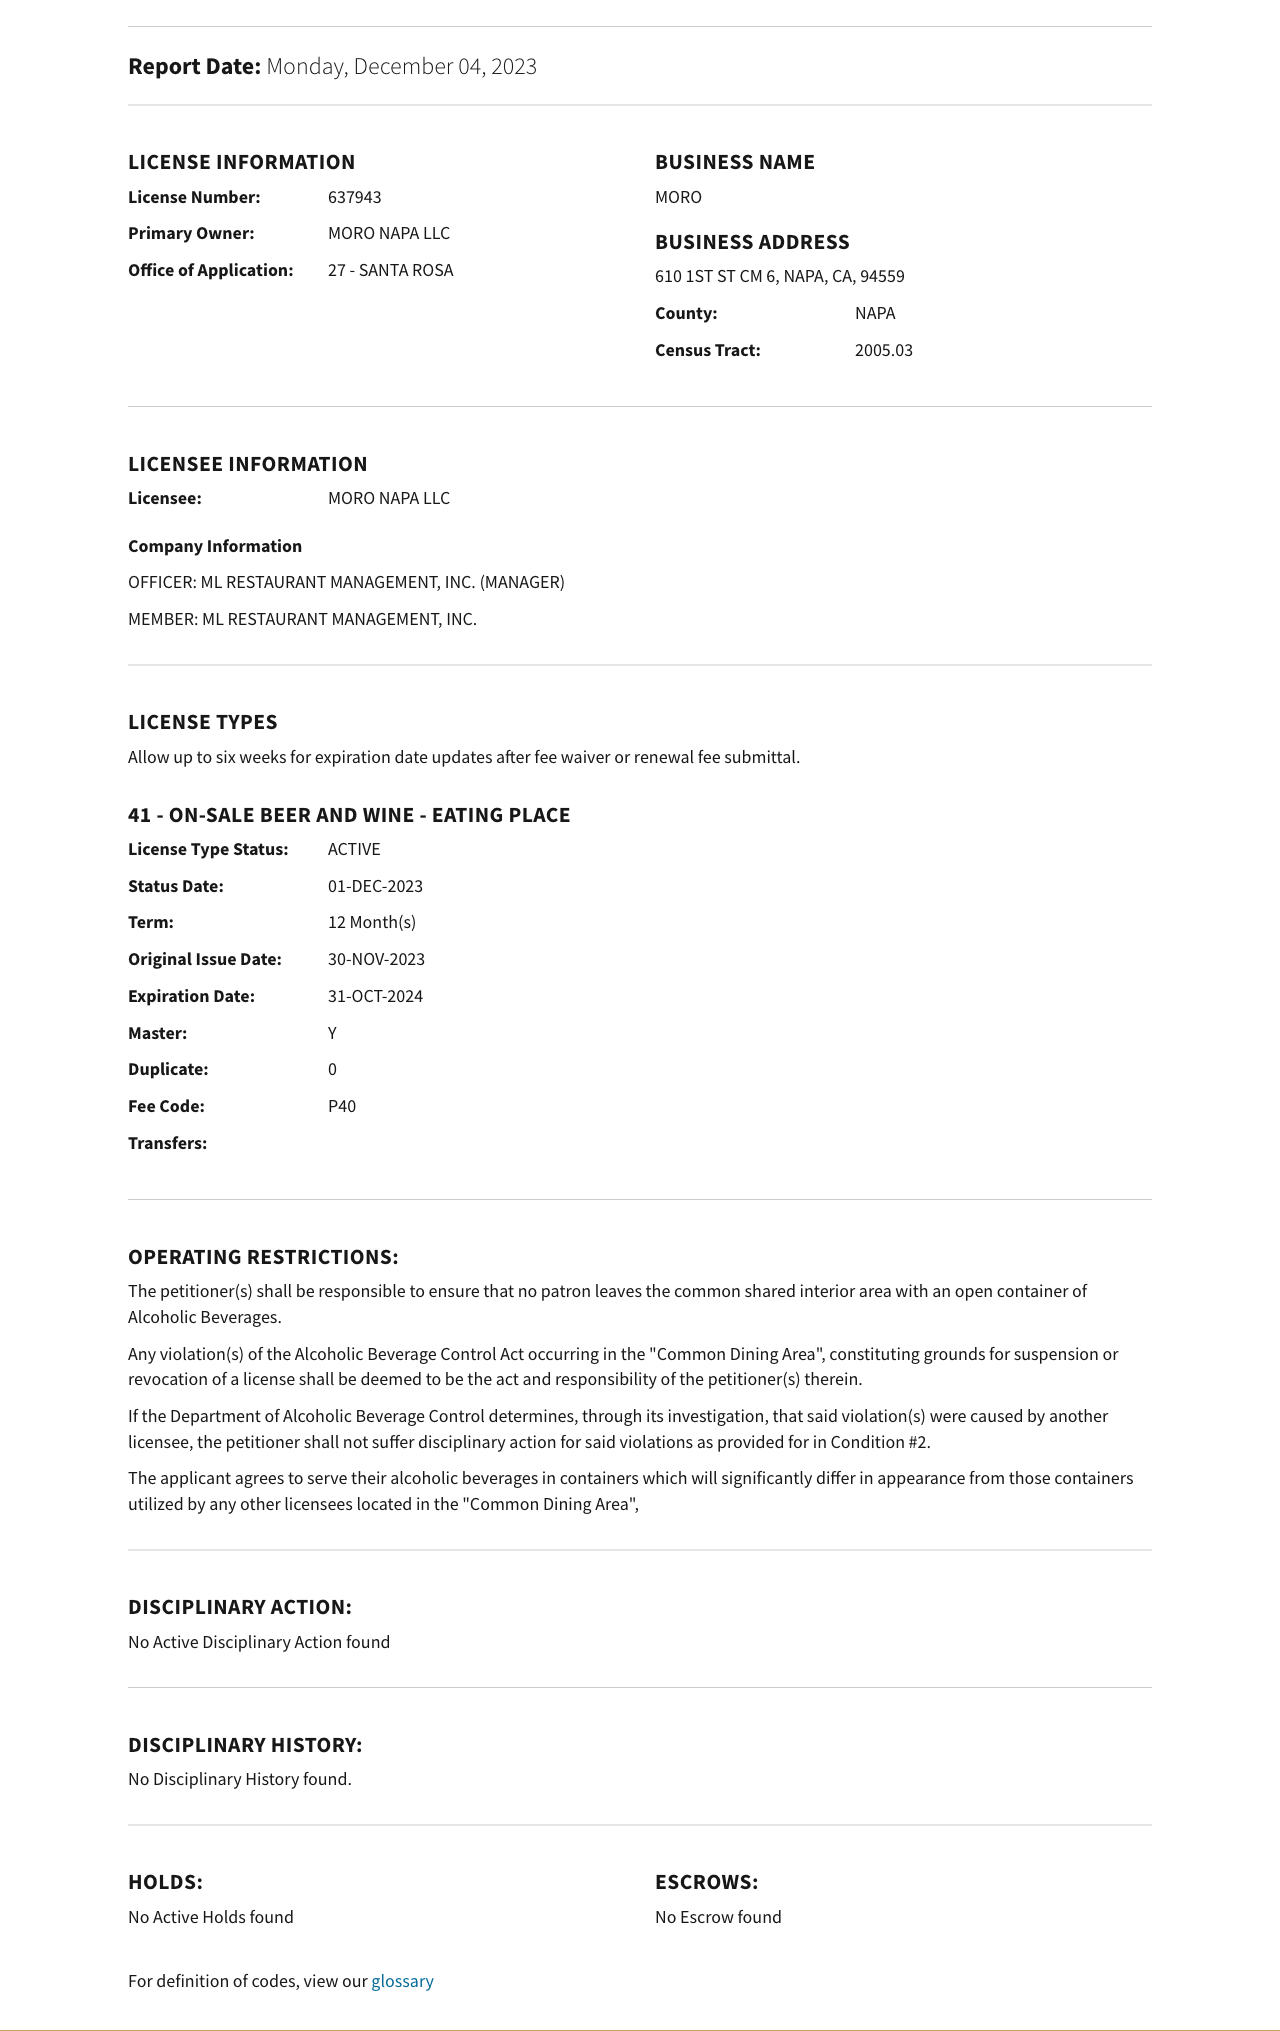 Report Date: Monday, December 04, 2023
LICENSE INFORMATION
License Number: 637943
Primary Owner: MORO NAPA LLC
Office of Application: 27 - SANTA ROSA
BUSINESS NAME
MORO
BUSINESS ADDRESS
610 1ST ST CM 6, NAPA, CA, 94559
County: NAPA
Census Tract: 2005.03
LICENSEE INFORMATION
Licensee: MORO NAPA LLC
Company Information
OFFICER: ML RESTAURANT MANAGEMENT, INC. (MANAGER)
MEMBER: ML RESTAURANT MANAGEMENT, INC.
LICENSE TYPES
Allow up to six weeks for expiration date updates after fee waiver or renewal fee submittal.
41 - ON-SALE BEER AND WINE - EATING PLACE
License Type Status: ACTIVE
Status Date: 01-DEC-2023
Term: 12 Month(s)
Original Issue Date: 30-NOV-2023
Expiration Date: 31-OCT-2024
Master: Y
Duplicate: 0
Fee Code: P40
Transfers:
OPERATING RESTRICTIONS:
The petitioner(s) shall be responsible to ensure that no patron leaves the common shared interior area with an open container of
Alcoholic Beverages.
Any violation(s) of the Alcoholic Beverage Control Act occurring in the "Common Dining Area", constituting grounds for suspension or
revocation of a license shall be deemed to be the act and responsibility of the petitioner(s) therein.
If the Department of Alcoholic Beverage Control determines, through its investigation, that said violation(s) were caused by another
licensee, the petitioner shall not suffer disciplinary action for said violations as provided for in Condition #2.
The applicant agrees to serve their alcoholic beverages in containers which will significantly differ in appearance from those containers
utilized by any other licensees located in the "Common Dining Area",
DISCIPLINARY ACTION:
No Active Disciplinary Action found
DISCIPLINARY HISTORY:
No Disciplinary History found.
HOLDS:
No Active Holds found
ESCROWS:
No Escrow found
For definition of codes, view our glossary